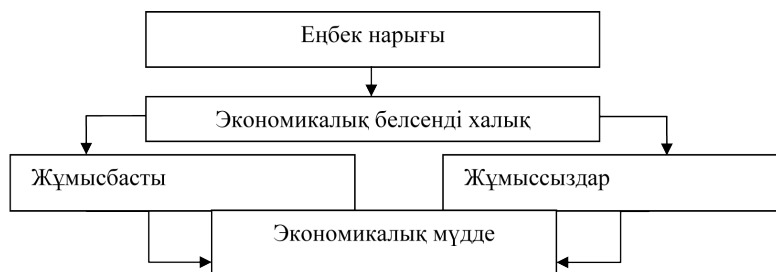 Еңбек нарығы
Экономикалық белсенді халық
Жұмысбасты
Жұмыссыздар
Экономикалық мүдде